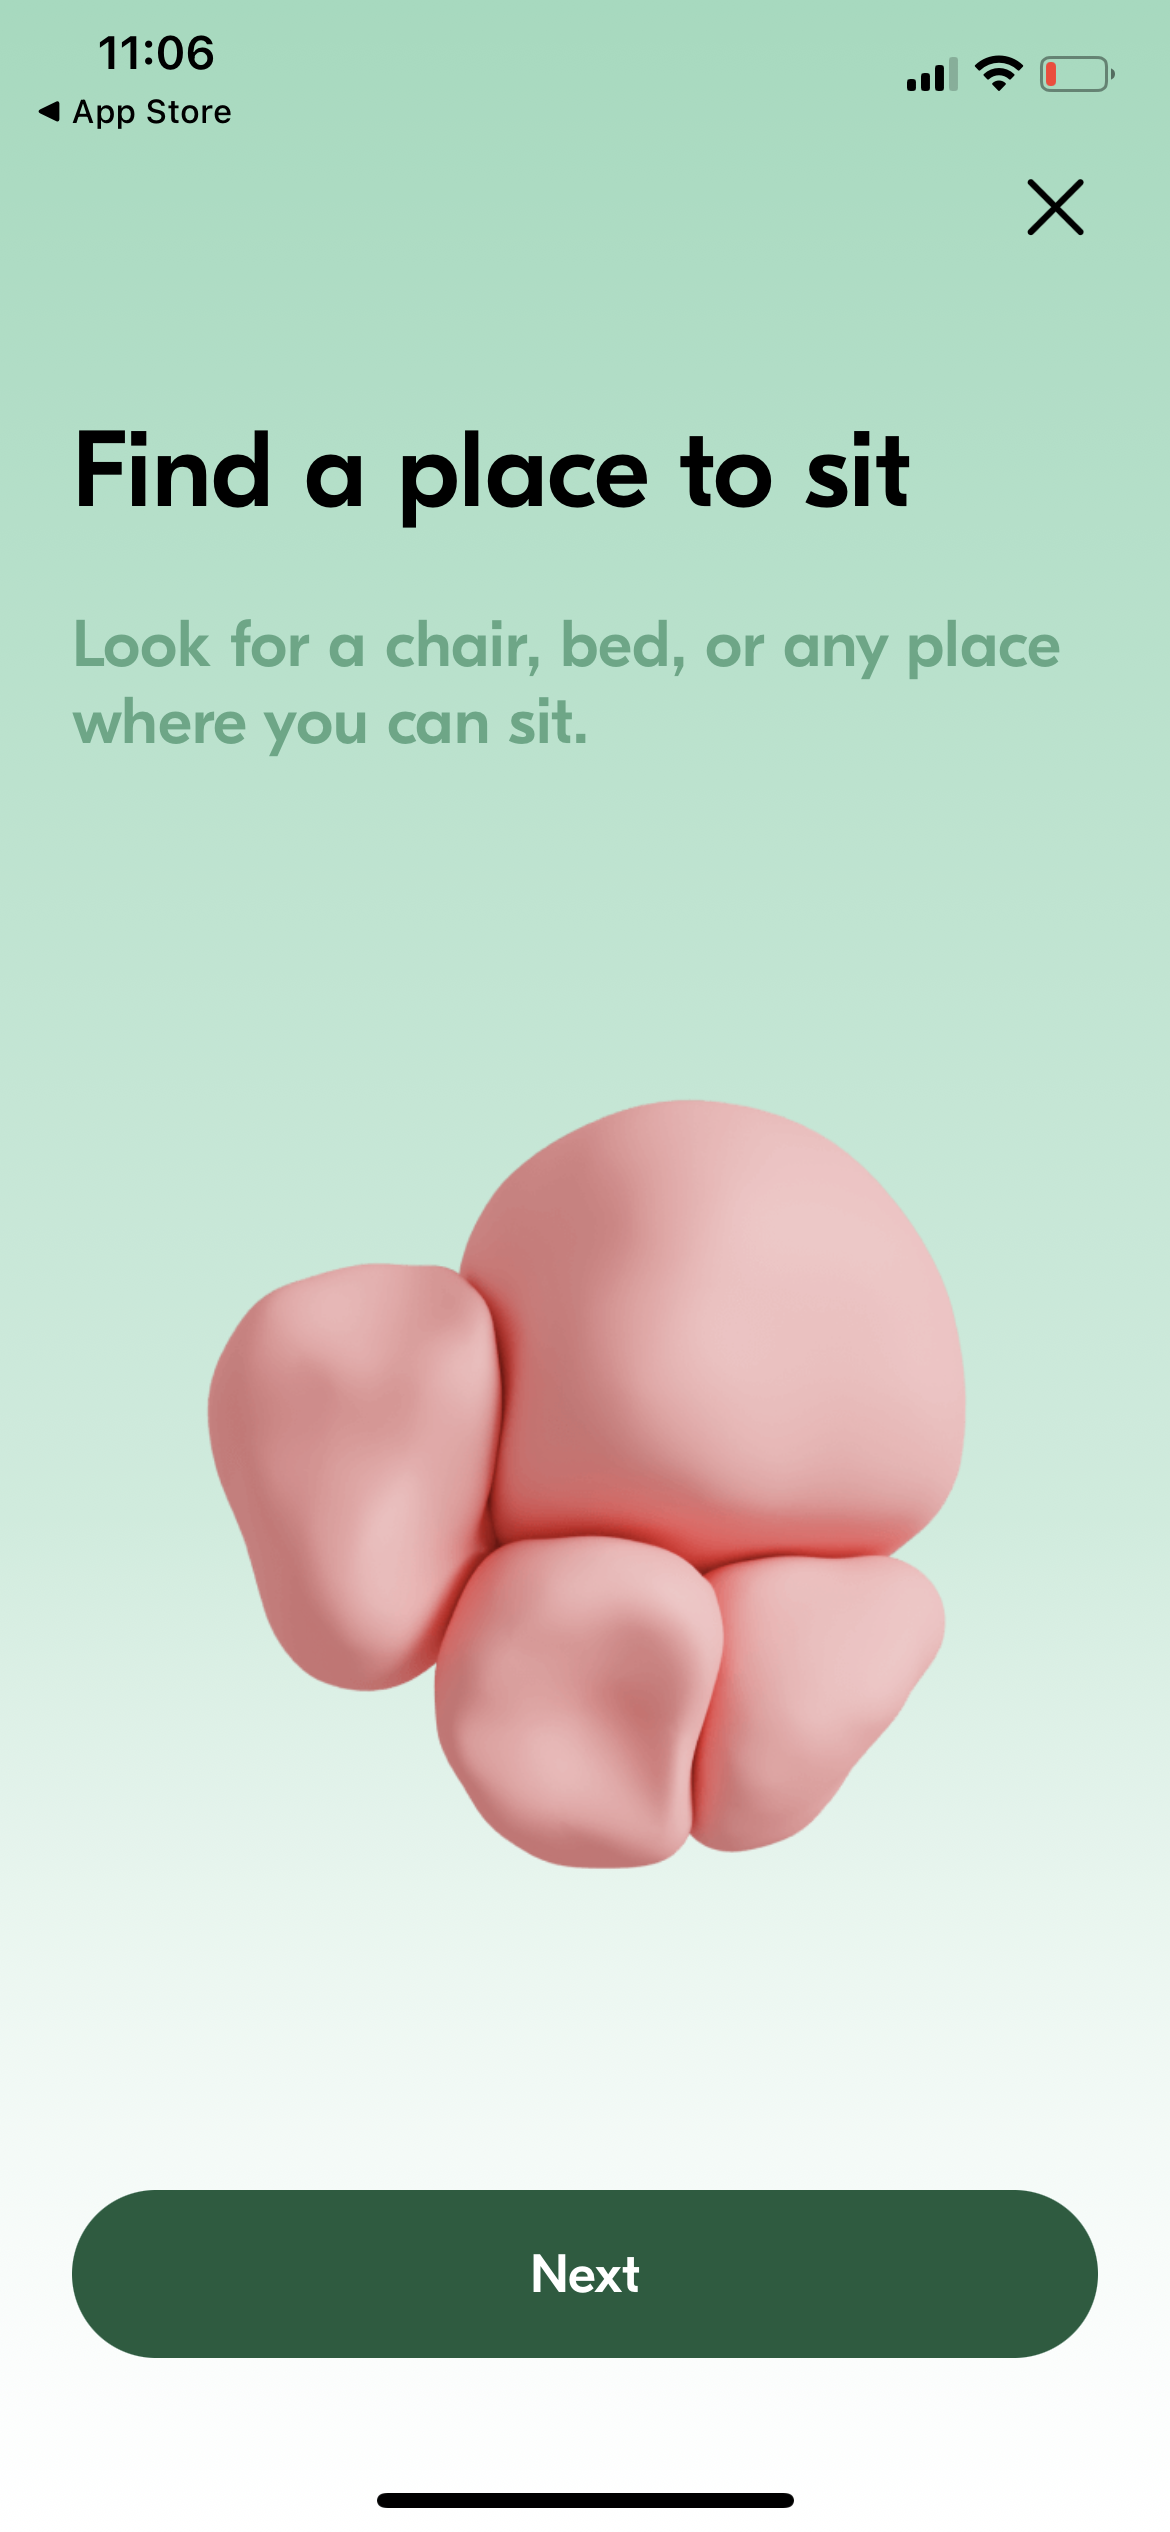 11:06
◀ App Store
Find a place to sit
Look for a chair, bed, or any place
where you can sit.
Next